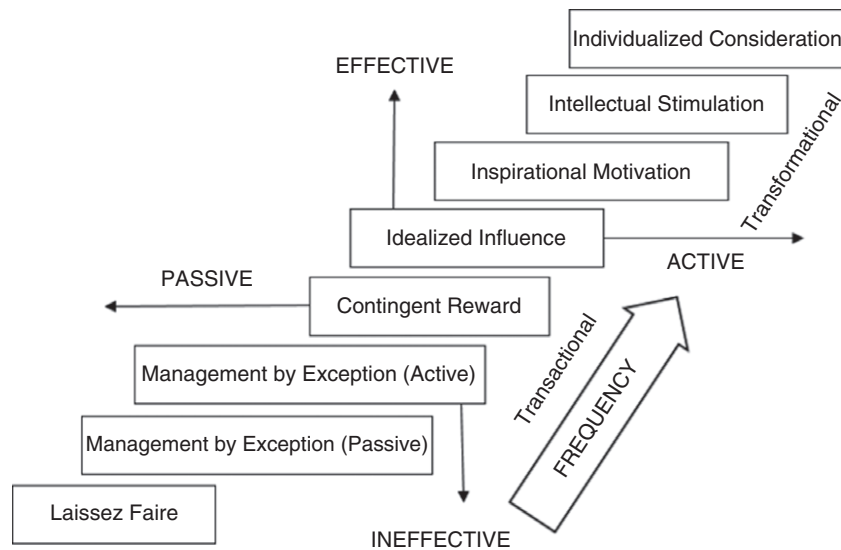 Individualized Consideration
EFFECTIVE
Intellectual Stimulation
Transformational
Inspirational Motivation
Idealized Influence
ACTIVE
PASSIVE
Contingent Reward
Transactional
Management by Exception (Active)
FREQUENCY
Management by Exception (Passive)
Laissez Faire
INEFFECTIVE